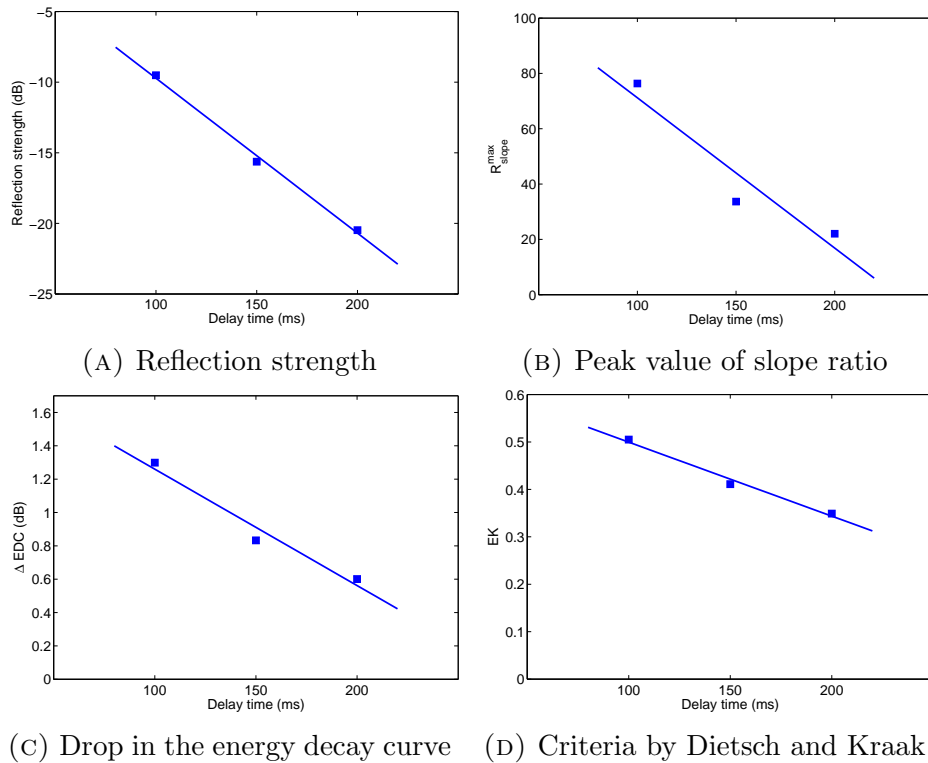 −5
−10
−15
−20
−25
Reflection strength (dB)
100 150 200
Delay time (ms)
(A) Reflection strength
100
80
60
40
20
0
R^max_slope
100 150 200
Delay time (ms)
(B) Peak value of slope ratio
1.6
1.4
1.2
1
0.8
0.6
0.4
0.2
0
Δ EDC (dB)
100 150 200
Delay time (ms)
(C) Drop in the energy decay curve
0.6
0.5
0.4
0.3
0.2
0.1
0
EK
100 150 200
Delay time (ms)
(D) Criteria by Dietsch and Kraak